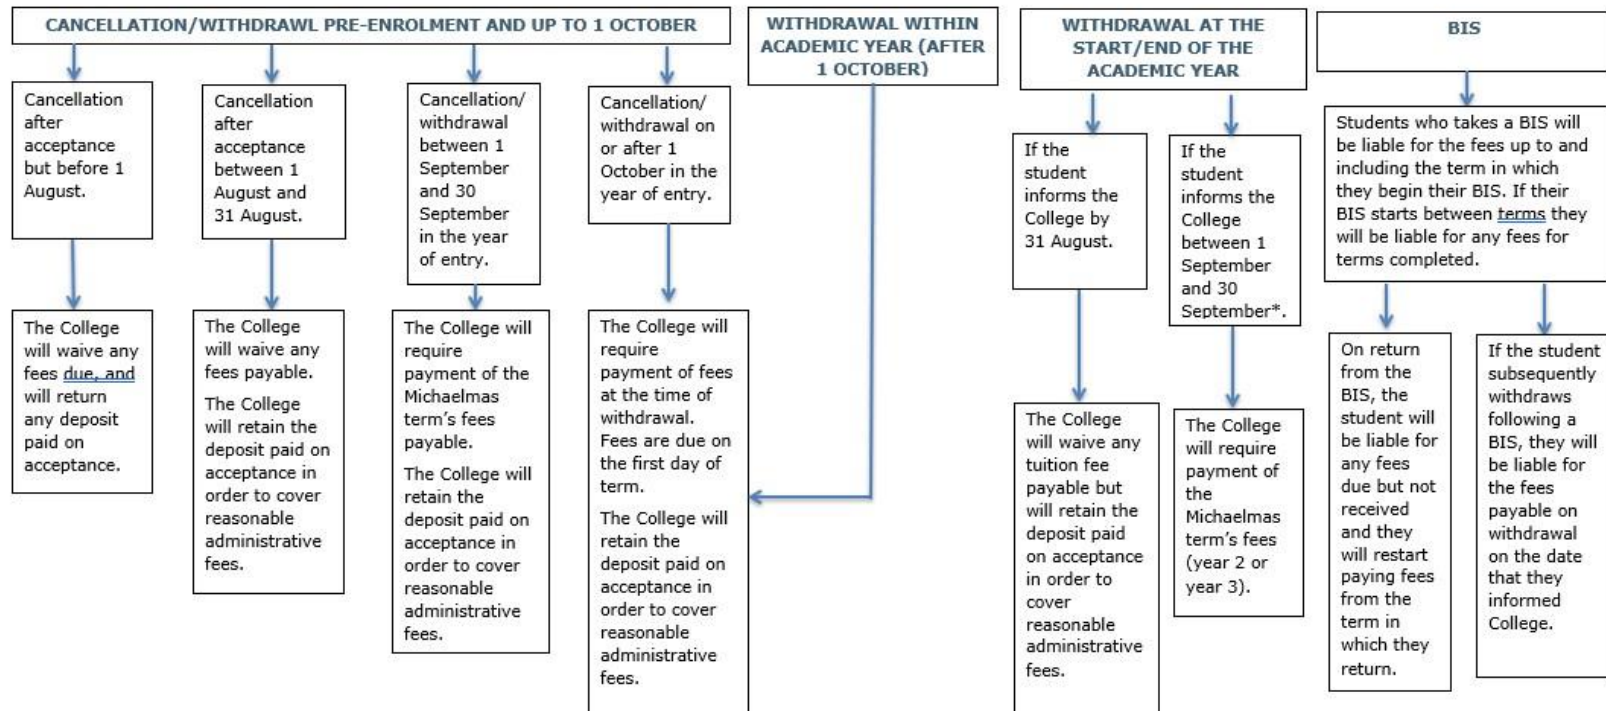 CANCELLATION/WITHDRAWL PRE-ENROLMENT AND UP TO 1 OCTOBER
Cancellation
after
acceptance
but before 1
August.
The College
will waive any
fees due, and
will return
any deposit
paid on
acceptance.
Cancellation
after
acceptance
between 1
August and
31 August.
The College
will waive any
fees payable.
The College
will retain the
deposit paid on
acceptance in
order to cover
reasonable
administrative
fees.
Cancellation/
withdrawal
between 1
September
and 30
September
in the year
of entry.
The College will
require
payment of the
Michaelmas
term's fees
payable.
The College will
retain the
deposit paid on
acceptance in
order to cover
reasonable
administrative
fees.
Cancellation/
withdrawal on
or after 1
October in the
year of entry.
The College will
require
payment of fees
at the time of
withdrawal.
Fees are due on
the first day of
term.
The College will
retain the
deposit paid on
acceptance in
order to cover
reasonable
administrative
fees.
WITHDRAWAL WITHIN
ACADEMIC YEAR (AFTER
1 OCTOBER)
WITHDRAWAL AT THE
START/END OF THE
ACADEMIC YEAR
If the
student
informs the
College by
31 August.
The College
will waive any
tuition fee
payable but
will retain the
deposit paid
on acceptance
in order to
cover
reasonable
administrative
fees.
If the
student
informs the
College
between 1
September
and 30
September*.
The College
will require
payment of
the
Michaelmas
term's fees
(year 2 or
year 3).
BIS
Students who takes a BIS will
be liable for the fees up to and
including the term in which
they begin their BIS. If their
BIS starts between terms they
will be liable for any fees for
terms completed.
On return
from the
BIS, the
student will
be liable for
any fees
due but not
received
and they
will restart
paying fees
from the
term in
which they
return.
If the student
subsequently
withdraws
following a
BIS, they will
be liable for
the fees
payable on
withdrawal
on the date
that they
informed
College.